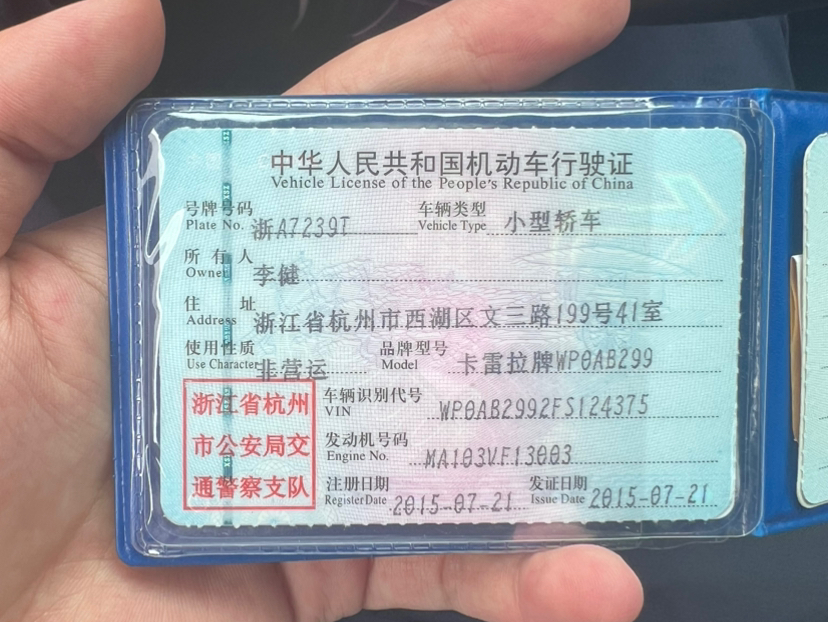 中华人民共和国机动车行驶证
Vehicle License of the People's Republic of China
号牌号码 浙A7239T 车辆类型 小型轿车
Plate No. Vehicle Type
所有人 李健
Owner
住址 浙江省杭州市西湖区文三路199号41室
Address
使用性质 非营运 品牌型号 卡雷拉牌WP0AB299
Use Character Model
浙江省杭州 车辆识别代号 WP0AB2992FS124375
VIN
市公安局交 发动机号码 MA103VF13003
Engine No.
通警察支队 注册日期 2015-07-21 发证日期 2015-07-21
Register Date Issue Date